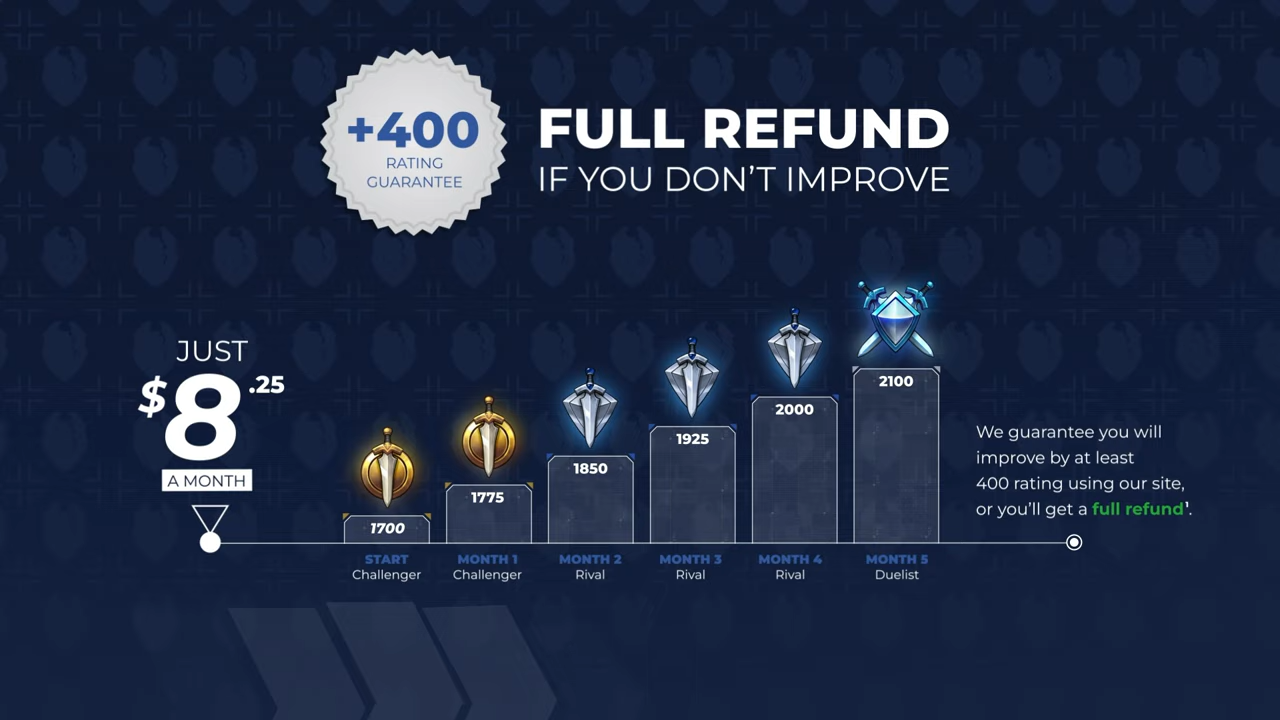 +400
RATING
GUARANTEE
FULL REFUND
IF YOU DON'T IMPROVE
JUST
$8.25
A MONTH
1700
1775
1850
1925
2000
2100
START
Challenger
MONTH 1
Challenger
MONTH 2
Rival
MONTH 3
Rival
MONTH 4
Rival
MONTH 5
Duelist
We guarantee you will
improve by at least
400 rating using our site,
or you'll get a full refund¹.